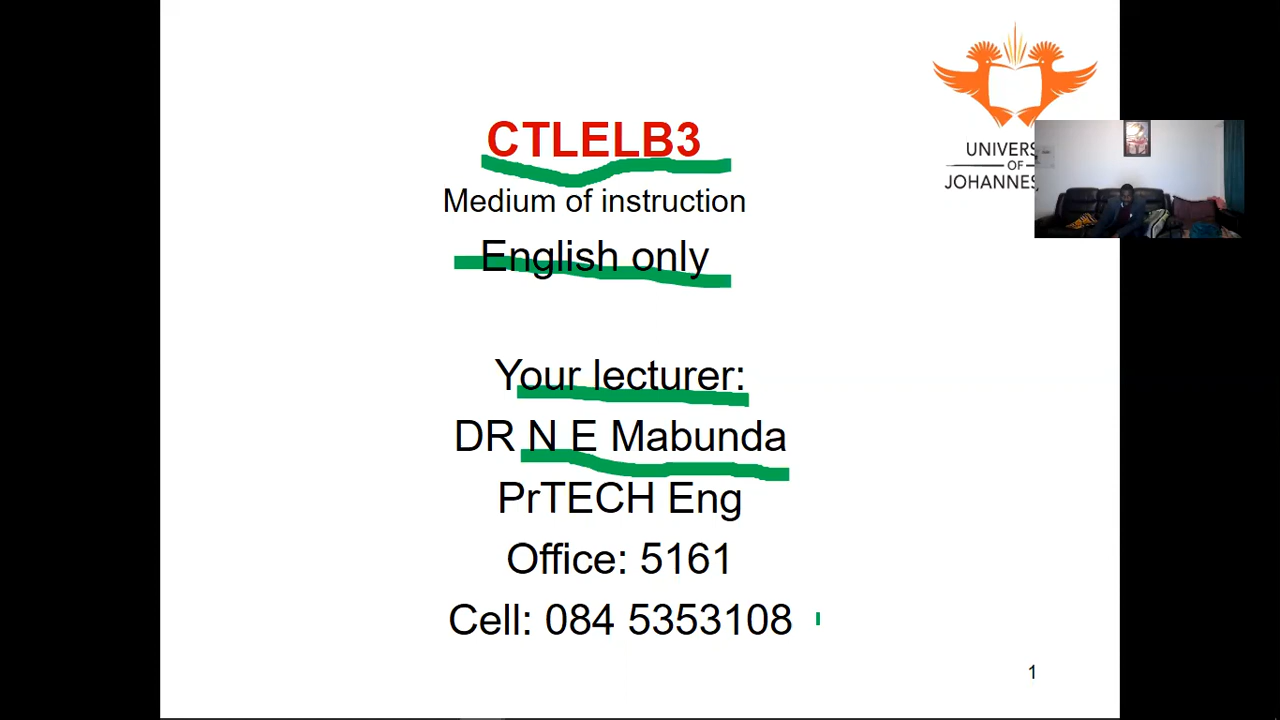 CTLELB3
Medium of instruction
English only
Your lecturer:
DR N E Mabunda
PrTECH Eng
Office: 5161
Cell: 084 5353108
UNIVERS
OF
JOHANNES
1